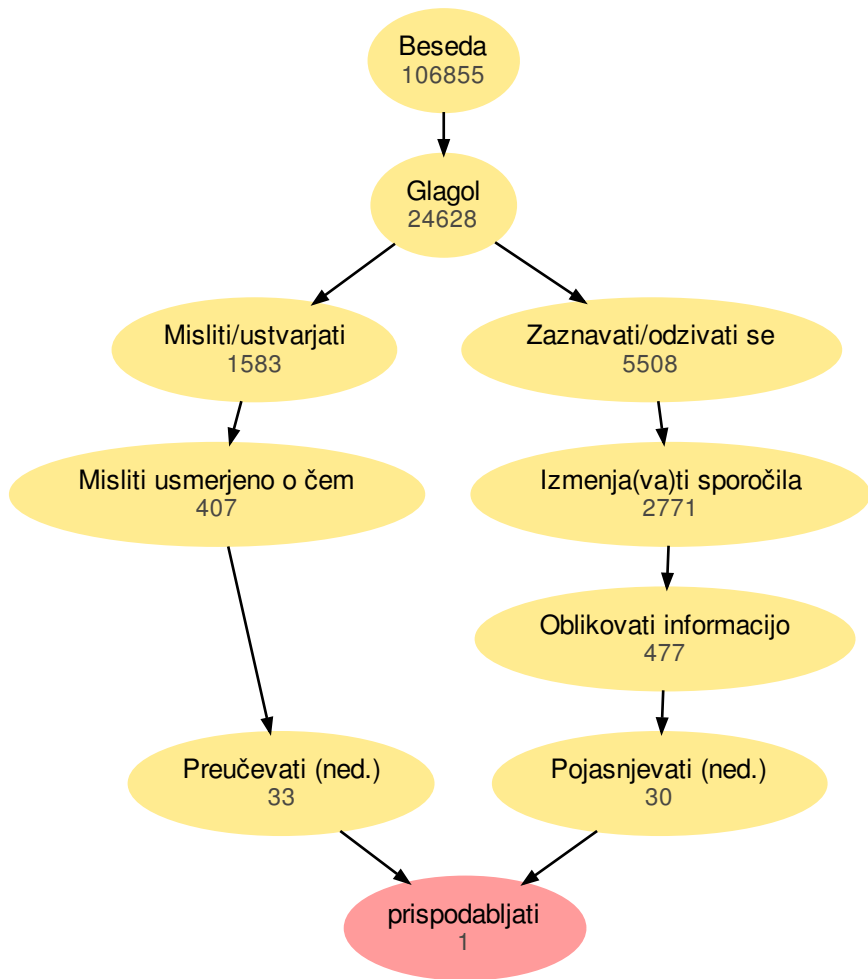 Beseda
106855
Glagol
24628
Misliti/ustvarjati
1583
Zaznavati/odzivati se
5508
Misliti usmerjeno o čem
407
Izmenja(va)ti sporočila
2771
Oblikovati informacijo
477
Preučevati (ned.)
33
Pojasnjevati (ned.)
30
prispodabljati
1